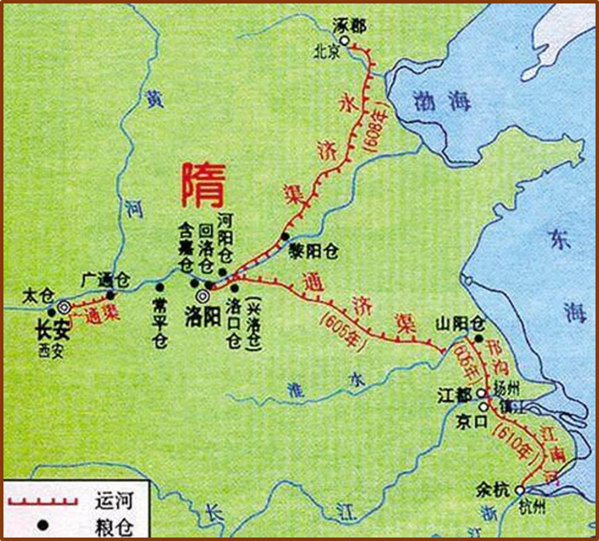 涿郡
北京
渤海
永济渠
(608年)
黄河
隋
河阳仓
回洛仓
含嘉仓
黎阳仓
东海
广通仓
太仓
长安
西安
广通渠
常平仓
洛阳
洛口仓
(兴洛仓)
通济渠
(605年)
山阳仓
邗沟
(605年)
淮水
江都
扬州
京口
镇江
(610年)
江南河
余杭
杭州
浙江
长江
运河
粮仓